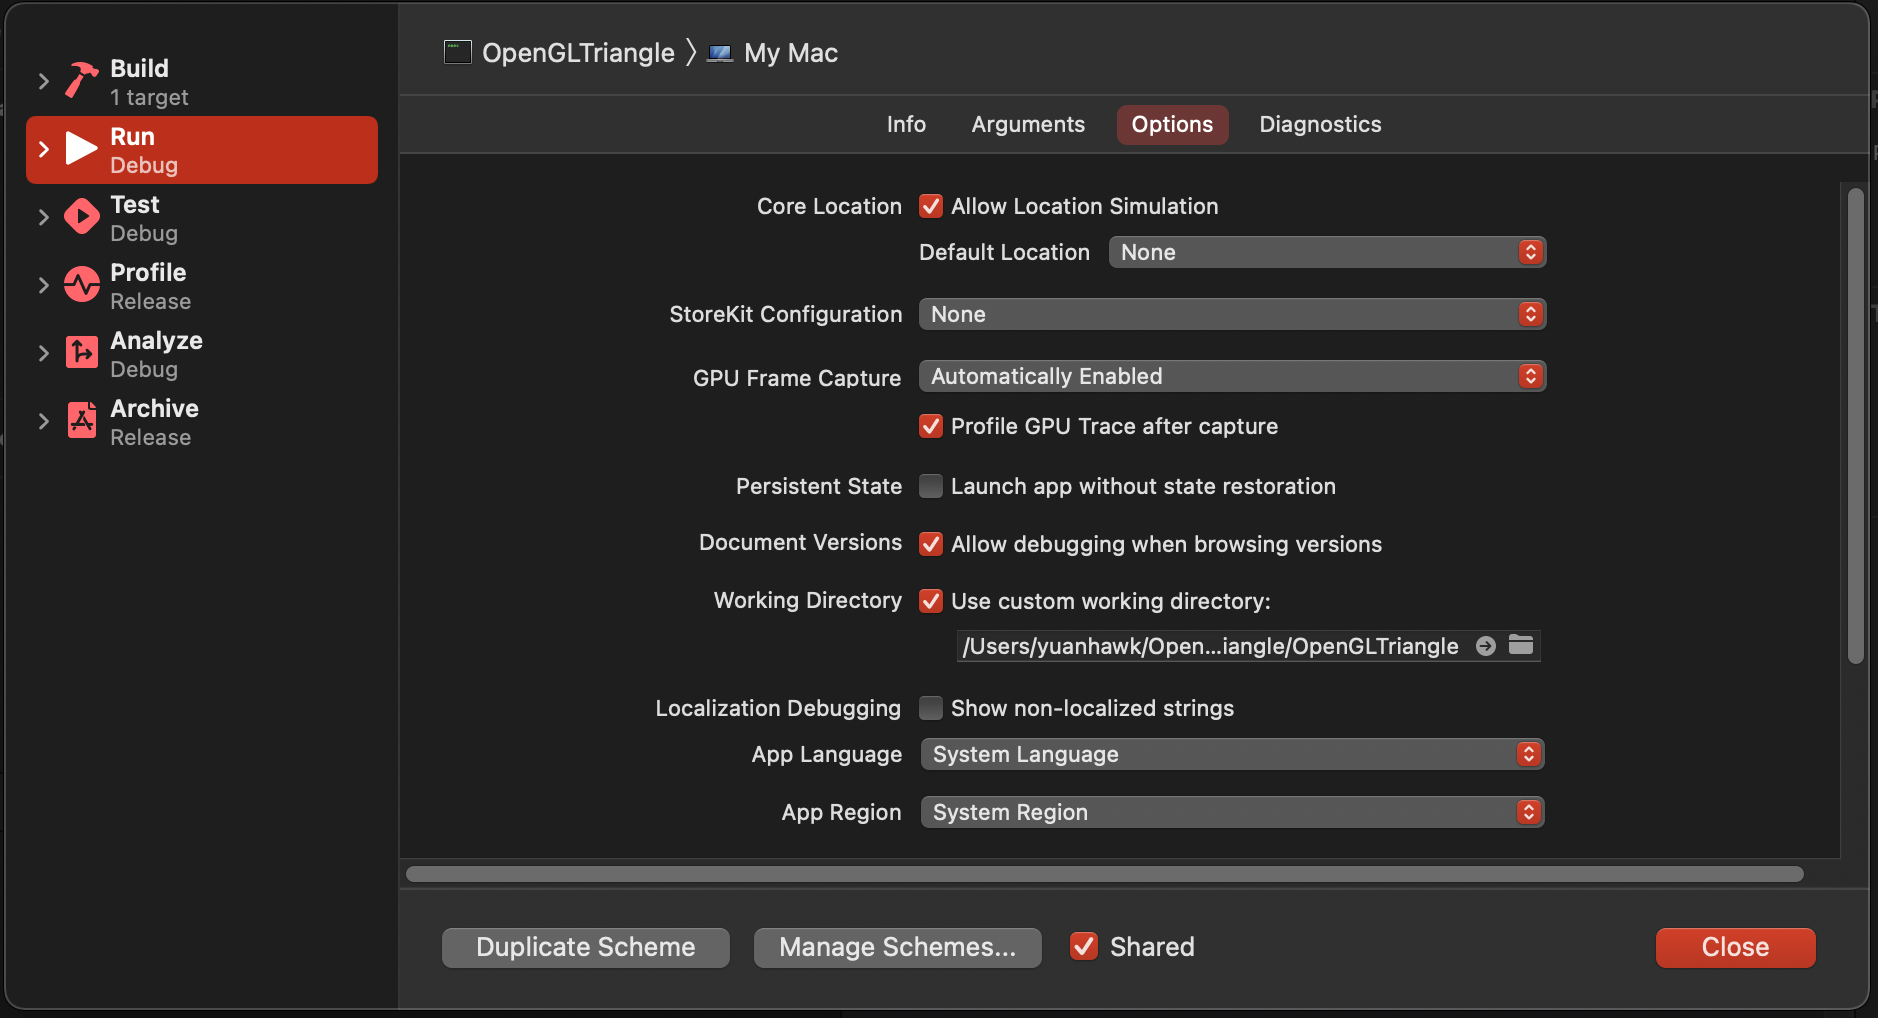 Build
1 target
Run
Debug
Test
Debug
Profile
Release
Analyze
Debug
Archive
Release
OpenGLTriangle 〉 My Mac
Info Arguments Options Diagnostics
Core Location Allow Location Simulation
Default Location None
StoreKit Configuration None
GPU Frame Capture Automatically Enabled
Profile GPU Trace after capture
Persistent State Launch app without state restoration
Document Versions Allow debugging when browsing versions
Working Directory Use custom working directory:
/Users/yuanhawk/Open...iangle/OpenGLTriangle
Localization Debugging Show non-localized strings
App Language System Language
App Region System Region
Duplicate Scheme Manage Schemes... Shared Close